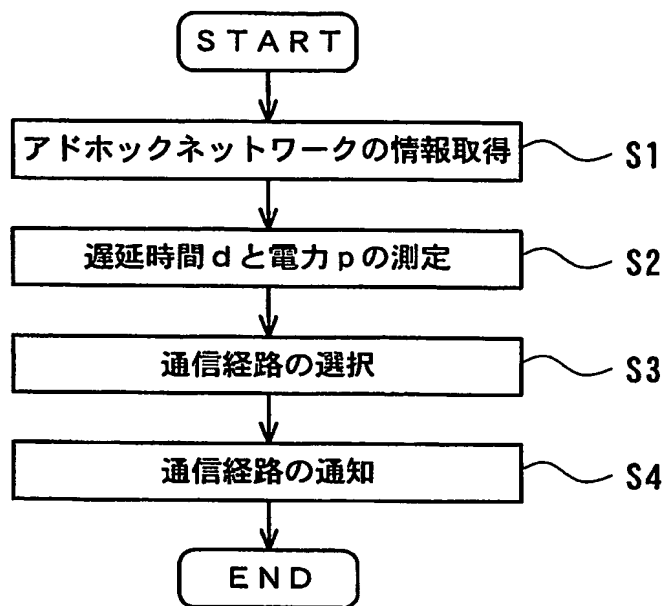 START
アドホックネットワークの情報取得
S1
遅延時間dと電力pの測定
S2
通信経路の選択
S3
通信経路の通知
S4
END